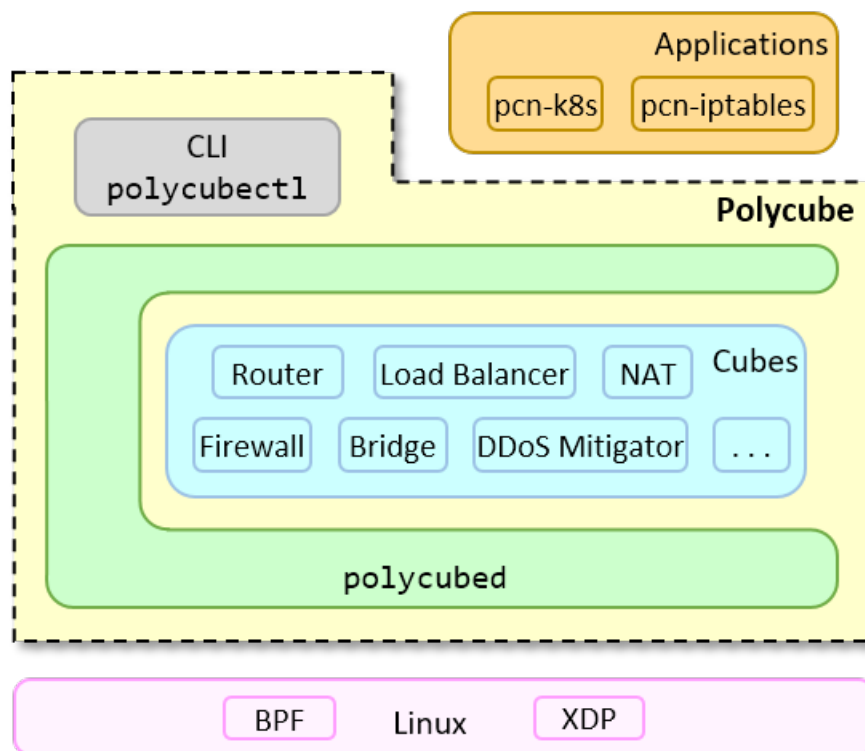 Applications
pcn-k8s pcn-iptables
CLI
polycubectl
Polycube
Router Load Balancer NAT Cubes
Firewall Bridge DDoS Mitigator ...
polycubed
BPF Linux XDP